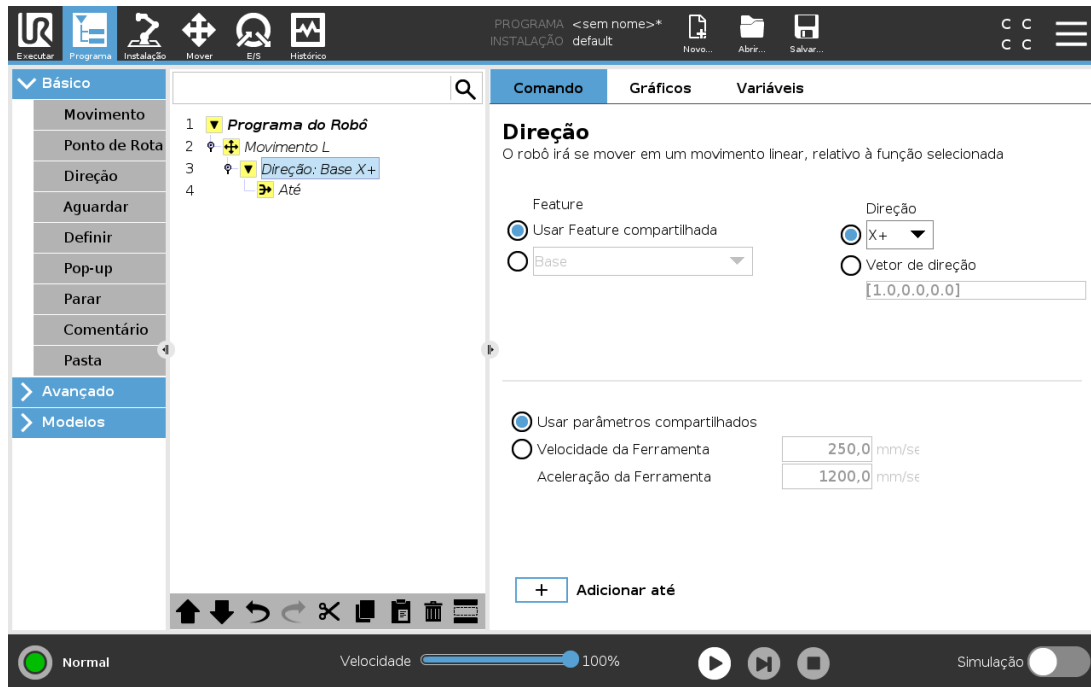 PROGRAMA <sem nome>*
INSTALAÇÃO default
UR
Executar
Programa
Instalação
Mover
E/S
Histórico
Novo...
Abrir...
Salvar...
C C
C C
Básico
Movimento
Ponto de Rota
Direção
Aguardar
Definir
Pop-up
Parar
Comentário
Pasta
Avançado
Modelos
1 Programa do Robô
2 Movimento L
3 Direção: Base X+
4 Até
Comando Gráficos Variáveis
Direção
O robô irá se mover em um movimento linear, relativo à função selecionada
Feature
Usar Feature compartilhada
Base
Direção
X+
Vetor de direção
[1.0,0.0,0.0]
Usar parâmetros compartilhados
Velocidade da Ferramenta 250,0 mm/se
Aceleração da Ferramenta 1200,0 mm/se
+ Adicionar até
Normal
Velocidade 100%
Simulação